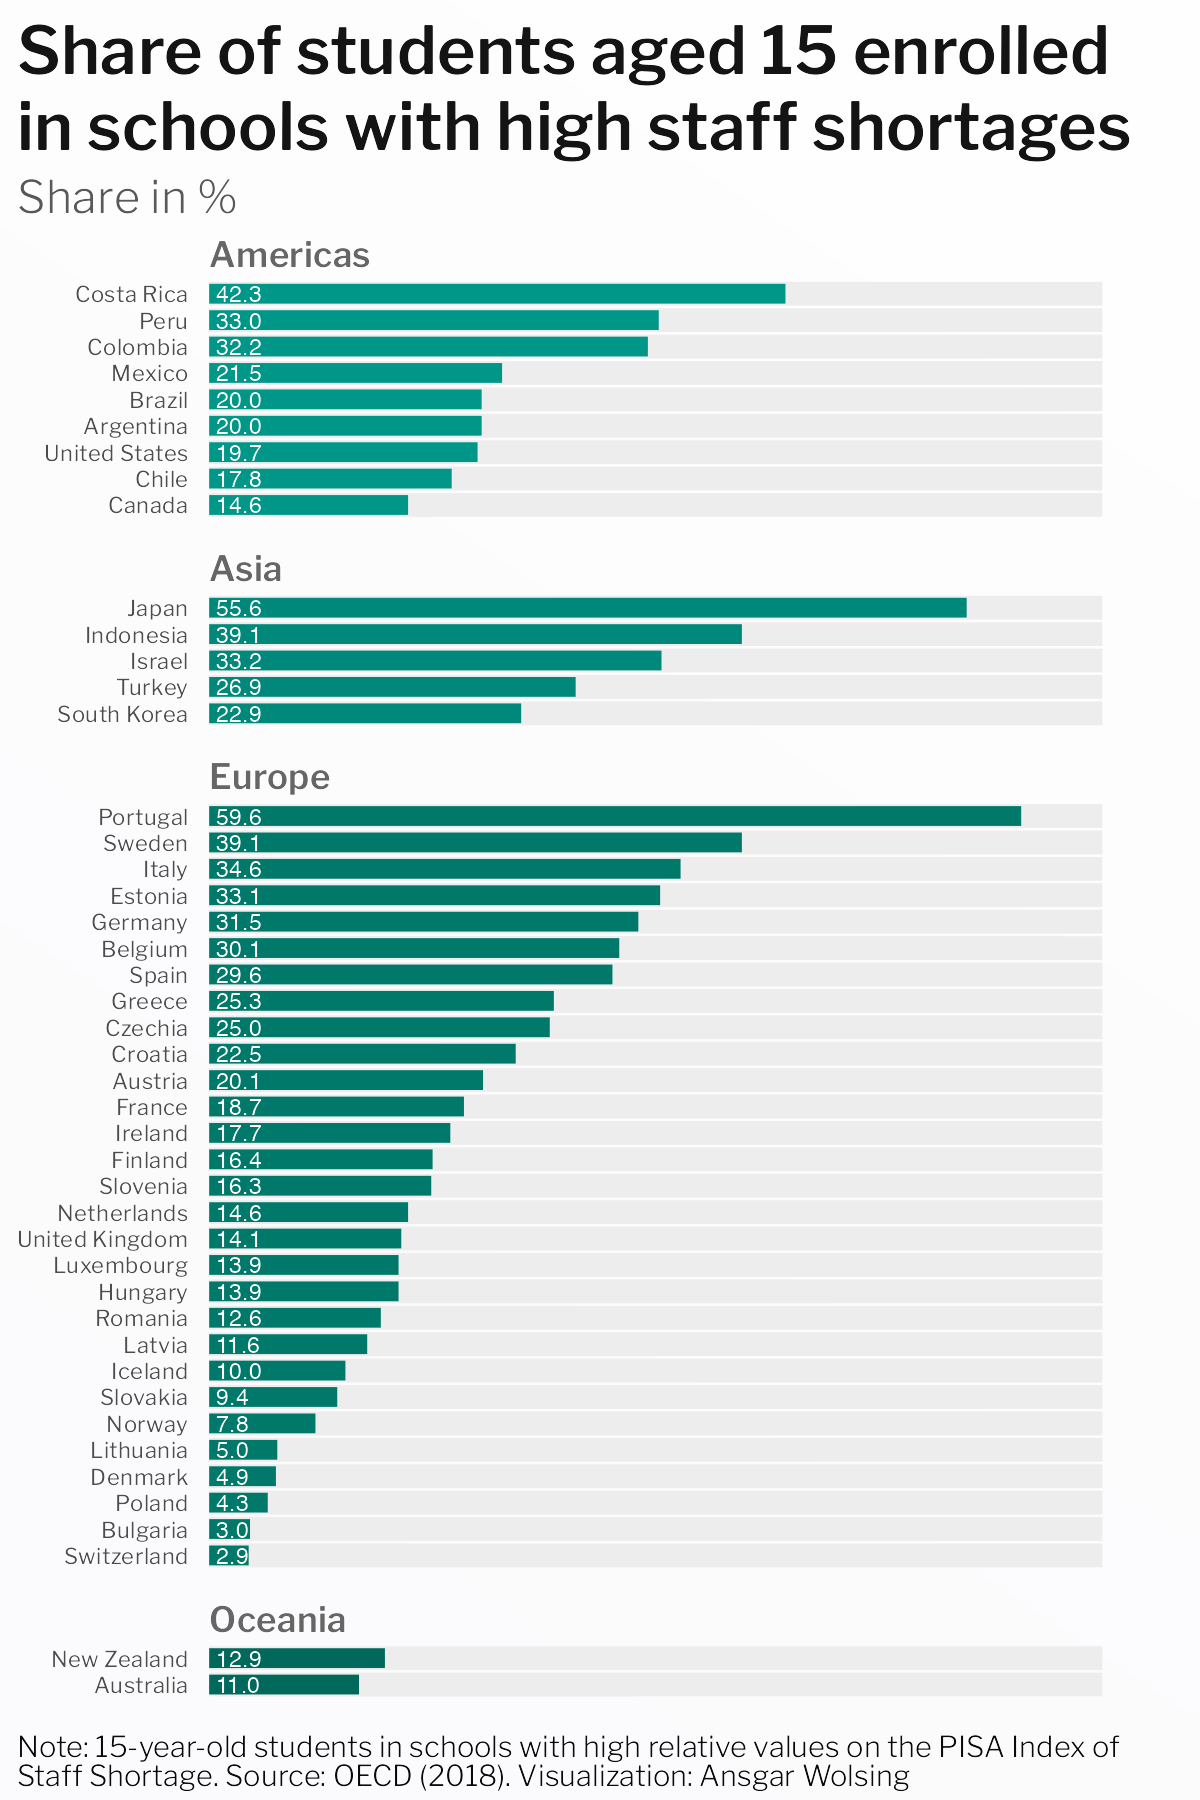 Share of students aged 15 enrolled
in schools with high staff shortages
Share in %
Americas
Costa Rica 42.3
Peru 33.0
Colombia 32.2
Mexico 21.5
Brazil 20.0
Argentina 20.0
United States 19.7
Chile 17.8
Canada 14.6
Asia
Japan 55.6
Indonesia 39.1
Israel 33.2
Turkey 26.9
South Korea 22.9
Europe
Portugal 59.6
Sweden 39.1
Italy 34.6
Estonia 33.1
Germany 31.5
Belgium 30.1
Spain 29.6
Greece 25.3
Czechia 25.0
Croatia 22.5
Austria 20.1
France 18.7
Ireland 17.7
Finland 16.4
Slovenia 16.3
Netherlands 14.6
United Kingdom 14.1
Luxembourg 13.9
Hungary 13.9
Romania 12.6
Latvia 11.6
Iceland 10.0
Slovakia 9.4
Norway 7.8
Lithuania 5.0
Denmark 4.9
Poland 4.3
Bulgaria 3.0
Switzerland 2.9
Oceania
New Zealand 12.9
Australia 11.0
Note: 15-year-old students in schools with high relative values on the PISA Index of
Staff Shortage. Source: OECD (2018). Visualization: Ansgar Wolsing